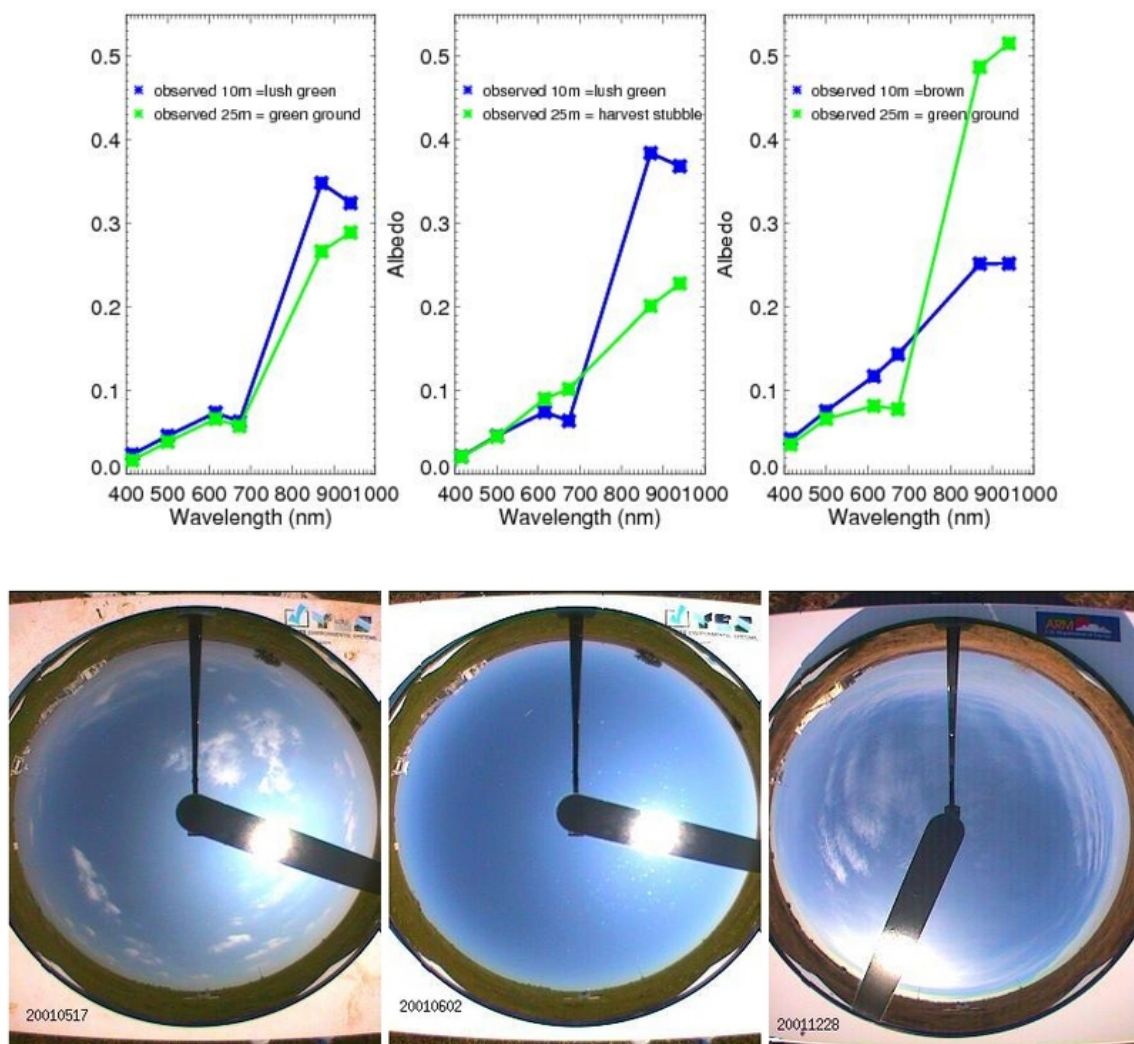 0.5
0.4
0.3
0.2
0.1
0.0
observed 10m =lush green
observed 25m = green ground
400 500 600 700 800 9001000
Wavelength (nm)
Albedo
0.5
0.4
0.3
0.2
0.1
0.0
observed 10m =lush green
observed 25m = harvest stubble
400 500 600 700 800 9001000
Wavelength (nm)
Albedo
0.5
0.4
0.3
0.2
0.1
0.0
observed 10m =brown
observed 25m = green ground
400 500 600 700 800 9001000
Wavelength (nm)
YES
ENVIRONMENTAL SYSTEMS
ARM
20010517
20010602
20011228